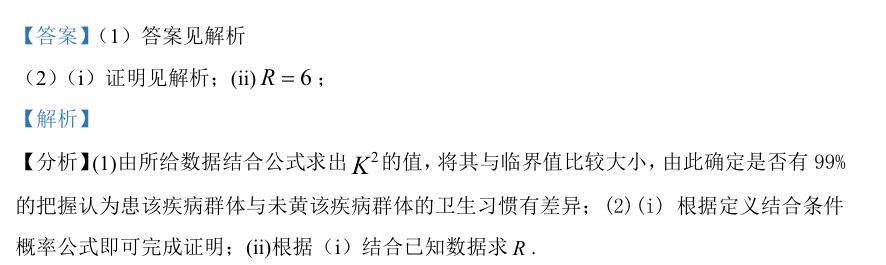 【答案】（1）答案见解析
（2）（i）证明见解析；(ii) R = 6；
【解析】
【分析】(1)由所给数据结合公式求出 K² 的值，将其与临界值比较大小，由此确定是否有 99%
的把握认为患该疾病群体与未黄该疾病群体的卫生习惯有差异；(2)(i) 根据定义结合条件
概率公式即可完成证明；(ii)根据（i）结合已知数据求 R .